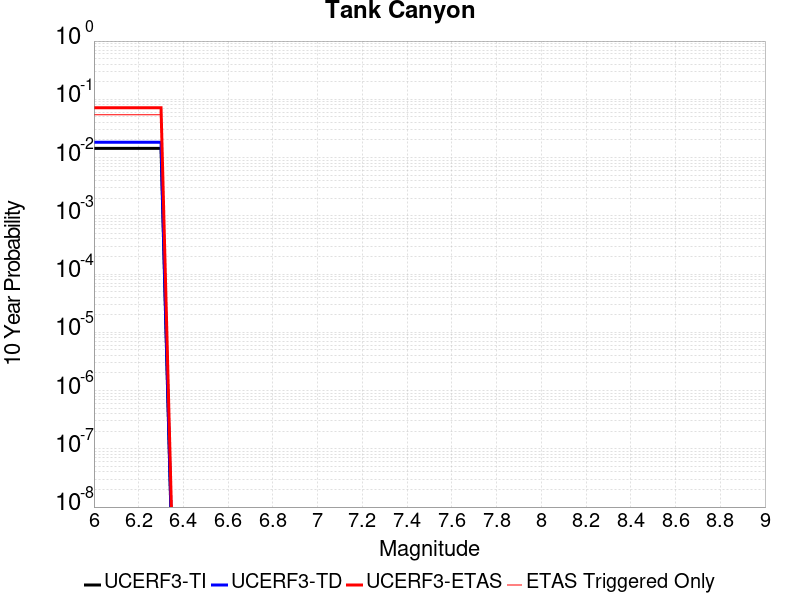 Tank Canyon
10^0
10^-1
10^-2
10^-3
10^-4
10^-5
10^-6
10^-7
10^-8
10 Year Probability
6 6.2 6.4 6.6 6.8 7 7.2 7.4 7.6 7.8 8 8.2 8.4 8.6 8.8 9
Magnitude
UCERF3-TI UCERF3-TD UCERF3-ETAS ETAS Triggered Only